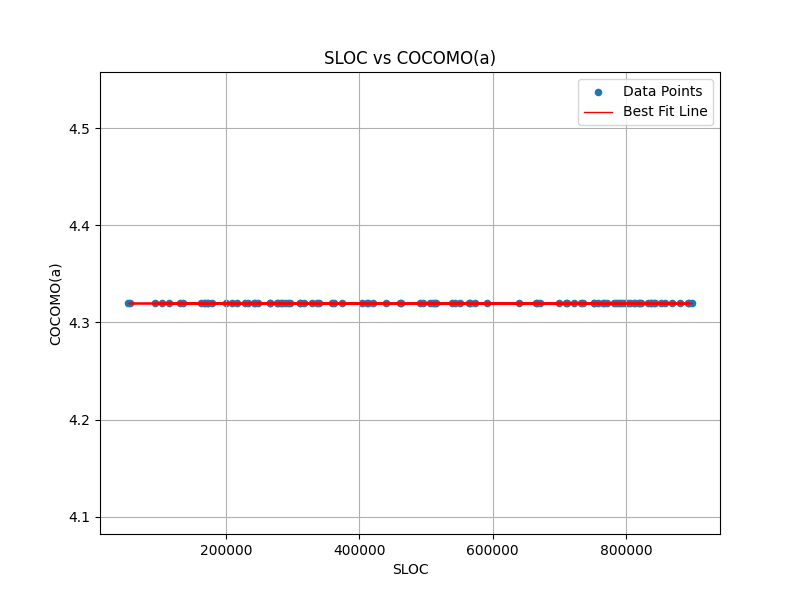 SLOC vs COCOMO(a)
Data Points
Best Fit Line
4.5
4.4
4.3
4.2
4.1
COCOMO(a)
200000 400000 600000 800000
SLOC